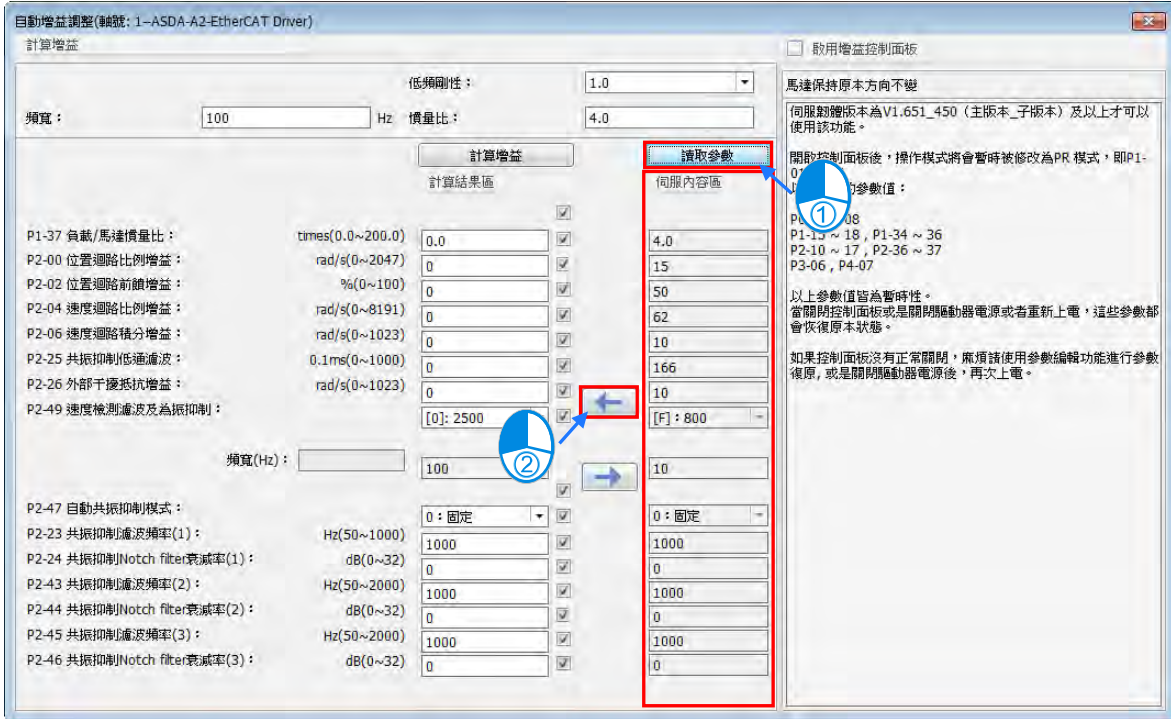 自動增益調整(軸號: 1--ASDA-A2-EtherCAT Driver)
計算增益
低頻剛性： 1.0
頻寬： 100 Hz 慣量比： 4.0
計算增益 讀取參數
計算結果區 伺服內容區
P1-37 負載/馬達慣量比： times(0.0~200.0) 0.0 4.0
P2-00 位置迴路比例增益： rad/s(0~2047) 0 15
P2-02 位置迴路前饋增益： %(0~100) 0 50
P2-04 速度迴路比例增益： rad/s(0~8191) 0 62
P2-06 速度迴路積分增益： rad/s(0~1023) 0 10
P2-25 共振抑制低通濾波： 0.1ms(0~1000) 0 166
P2-26 外部干擾抵抗增益： rad/s(0~1023) 0 10
P2-49 速度檢測濾波及為振抑制： [0]: 2500 [F]：800
②
頻寬(Hz)： 100 10
P2-47 自動共振抑制模式： 0：固定 0：固定
P2-23 共振抑制濾波頻率(1)： Hz(50~1000) 1000 1000
P2-24 共振抑制Notch filter衰減率(1)： dB(0~32) 0 0
P2-43 共振抑制濾波頻率(2)： Hz(50~2000) 1000 1000
P2-44 共振抑制Notch filter衰減率(2)： dB(0~32) 0 0
P2-45 共振抑制濾波頻率(3)： Hz(50~2000) 1000 1000
P2-46 共振抑制Notch filter衰減率(3)： dB(0~32) 0 0
啟用增益控制面板
馬達保持原本方向不變
伺服韌體版本為V1.651_450（主版本_子版本）及以上才可以
使用該功能。
開啟控制面板後，操作模式將會暫時被修改為PR 模式，即P1-
參數值：
①
08
P1-15 ~ 18 , P1-34 ~ 36
P2-10 ~ 17 , P2-36 ~ 37
P3-06 , P4-07
以上參數值皆為暫時性。
當關閉控制面板或是關閉驅動器電源或者重新上電，這些參數都
會恢復原本狀態。
如果控制面板沒有正常關閉，麻煩請使用參數編輯功能進行參數
復原, 或是關閉驅動器電源後，再次上電。